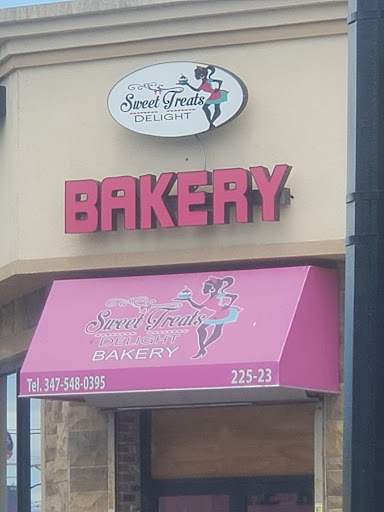 Sweet Treats
DELIGHT
BAKERY
Sweet Treats
DELIGHT
BAKERY
Tel. 347-548-0395 225-23